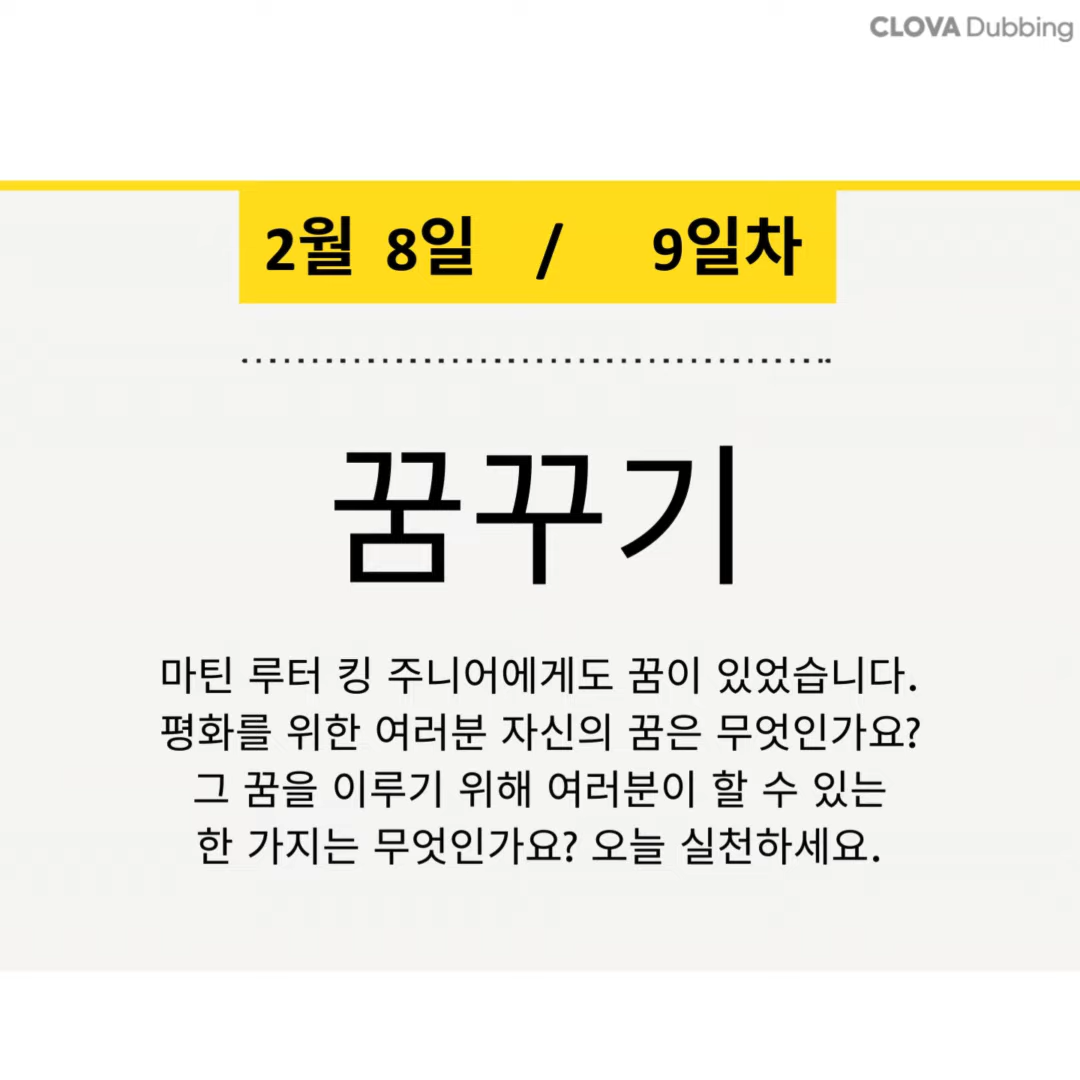 CLOVA Dubbing
2월 8일 / 9일차
꿈꾸기
마틴 루터 킹 주니어에게도 꿈이 있었습니다.
평화를 위한 여러분 자신의 꿈은 무엇인가요?
그 꿈을 이루기 위해 여러분이 할 수 있는
한 가지는 무엇인가요? 오늘 실천하세요.